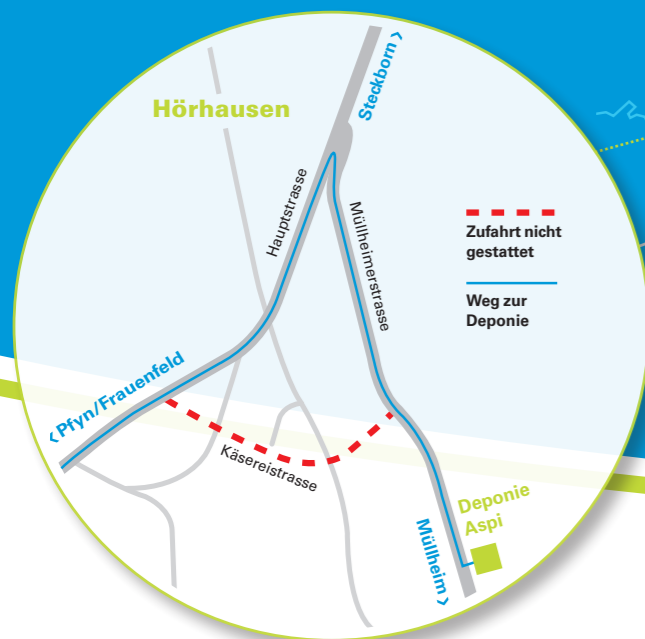 Hörhausen
Steckborn >
Hauptstrasse
Müllheimerstrasse
Zufahrt nicht
gestattet
Weg zur
Deponie
< Pfyn/Frauenfeld
Käsereistrasse
Deponie
Aspi
Müllheim >